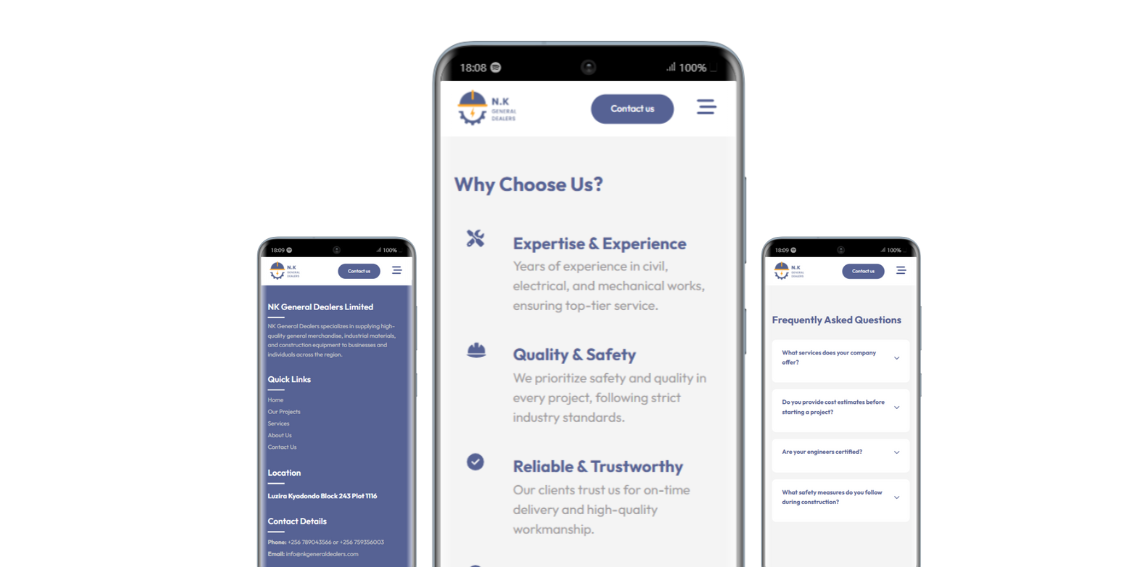 18:09
100%
N.K
GENERAL
DEALERS
Contact us
NK General Dealers Limited
NK General Dealers specializes in supplying high-
quality general merchandise, industrial materials,
and construction equipment to businesses and
individuals across the region.
Quick Links
Home
Our Projects
Services
About Us
Contact Us
Location
Luzira Kyadondo Block 243 Plot 1116
Contact Details
Phone: +256 789043566 or +256 759356003
Email: info@nkgeneraldealers.com
18:08
100%
N.K
GENERAL
DEALERS
Contact us
Why Choose Us?
Expertise & Experience
Years of experience in civil,
electrical, and mechanical works,
ensuring top-tier service.
Quality & Safety
We prioritize safety and quality in
every project, following strict
industry standards.
Reliable & Trustworthy
Our clients trust us for on-time
delivery and high-quality
workmanship.
18:09
100%
N.K
GENERAL
DEALERS
Contact us
Frequently Asked Questions
What services does your company
offer?
Do you provide cost estimates before
starting a project?
Are your engineers certified?
What safety measures do you follow
during construction?